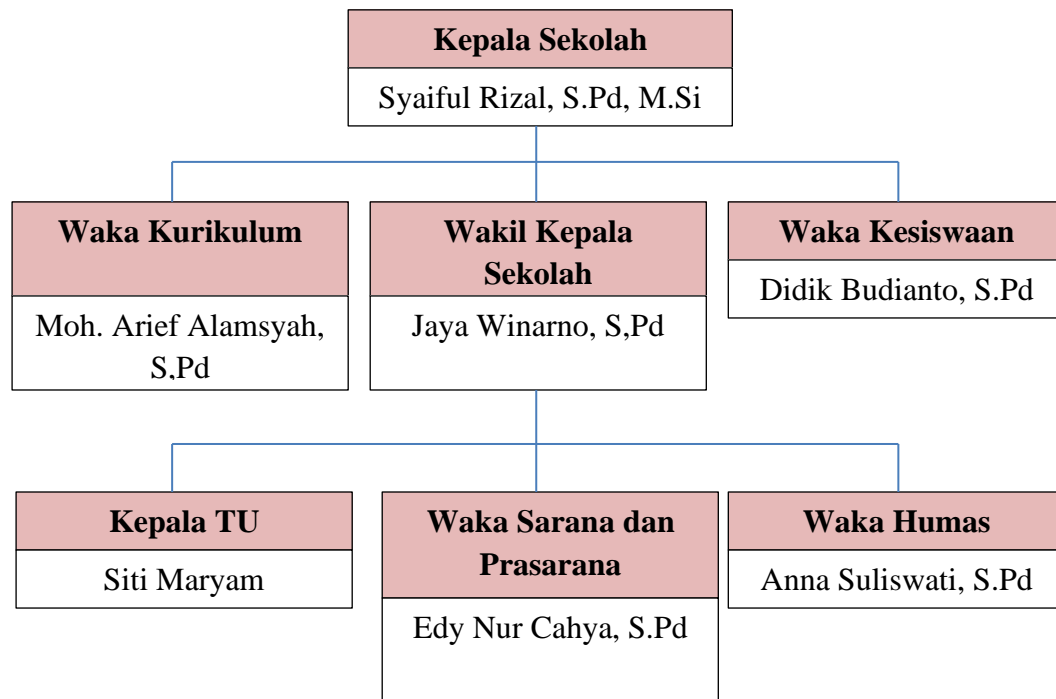 Kepala Sekolah
Syaiful Rizal, S.Pd, M.Si
Waka Kurikulum
Moh. Arief Alamsyah,
S,Pd
Wakil Kepala
Sekolah
Jaya Winarno, S,Pd
Waka Kesiswaan
Didik Budianto, S.Pd
Kepala TU
Siti Maryam
Waka Sarana dan
Prasarana
Edy Nur Cahya, S.Pd
Waka Humas
Anna Suliswati, S.Pd